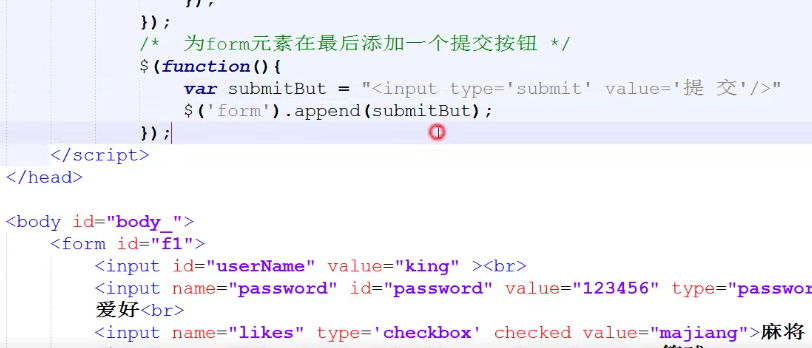 });
});
/* 为form元素在最后添加一个提交按钮 */
$(function(){
var submitBut = "<input type='submit' value='提 交'/>"
$('form').append(submitBut);
});
</script>
</head>
<body id="body_">
<form id="f1">
<input id="userName" value="king" ><br>
<input name="password" id="password" value="123456" type="passwor
爱好<br>
<input name="likes" type='checkbox' checked value="majiang">麻将